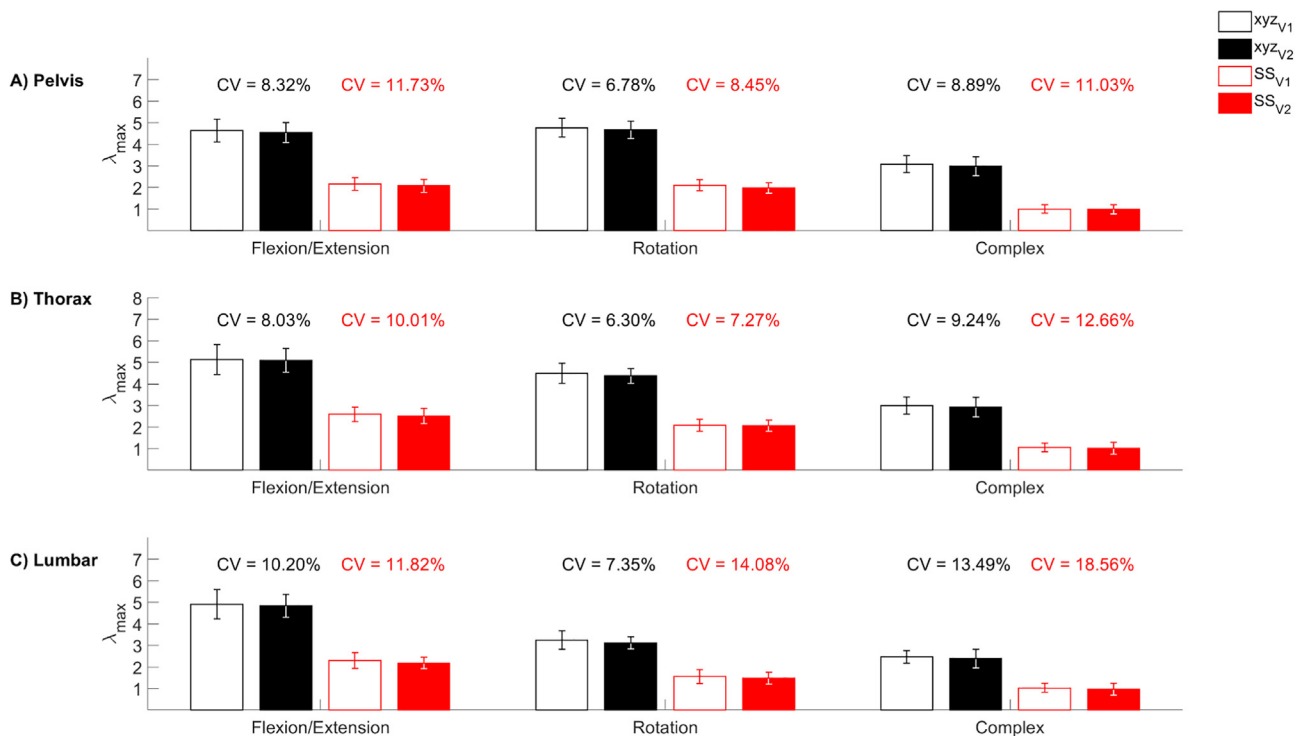 xyzV1
xyzV2
SSV1
SSV2
A) Pelvis
CV = 8.32% CV = 11.73% CV = 6.78% CV = 8.45% CV = 8.89% CV = 11.03%
7
6
5
4
3
2
1
λmax
Flexion/Extension Rotation Complex
B) Thorax
CV = 8.03% CV = 10.01% CV = 6.30% CV = 7.27% CV = 9.24% CV = 12.66%
8
7
6
5
4
3
2
1
λmax
Flexion/Extension Rotation Complex
C) Lumbar
CV = 10.20% CV = 11.82% CV = 7.35% CV = 14.08% CV = 13.49% CV = 18.56%
7
6
5
4
3
2
1
λmax
Flexion/Extension Rotation Complex